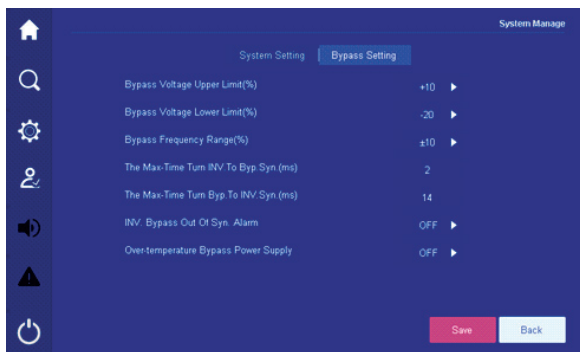 System Manage
System Setting | Bypass Setting
Bypass Voltage Upper Limit(%) +10
Bypass Voltage Lower Limit(%) -20
Bypass Frequency Range(%) ±10
The Max-Time Turn INV.To Byp.Syn.(ms) 2
The Max-Time Turn Byp.To INV.Syn.(ms) 14
INV. Bypass Out Of Syn. Alarm OFF
Over-temperature Bypass Power Supply OFF
Save Back